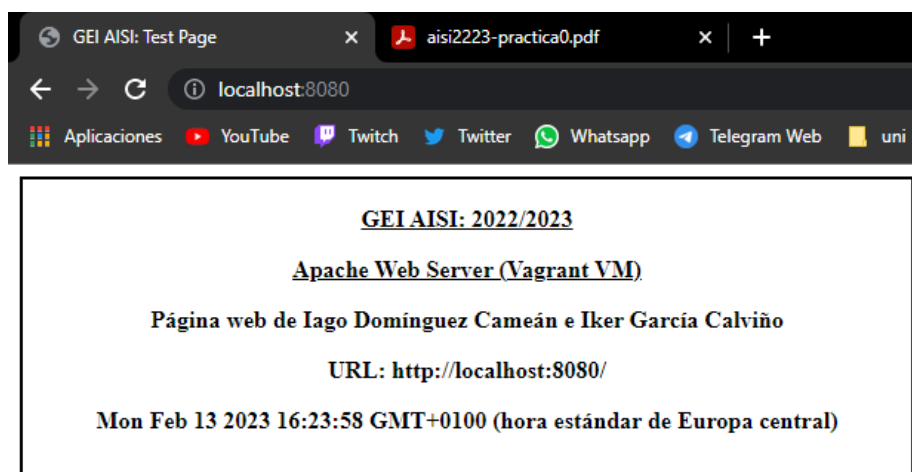 GEI AISI: Test Page
aisi2223-practica0.pdf
localhost:8080
Aplicaciones YouTube Twitch Twitter Whatsapp Telegram Web uni
GEI AISI: 2022/2023
Apache Web Server (Vagrant VM)
Página web de Iago Domínguez Cameán e Iker García Calviño
URL: http://localhost:8080/
Mon Feb 13 2023 16:23:58 GMT+0100 (hora estándar de Europa central)